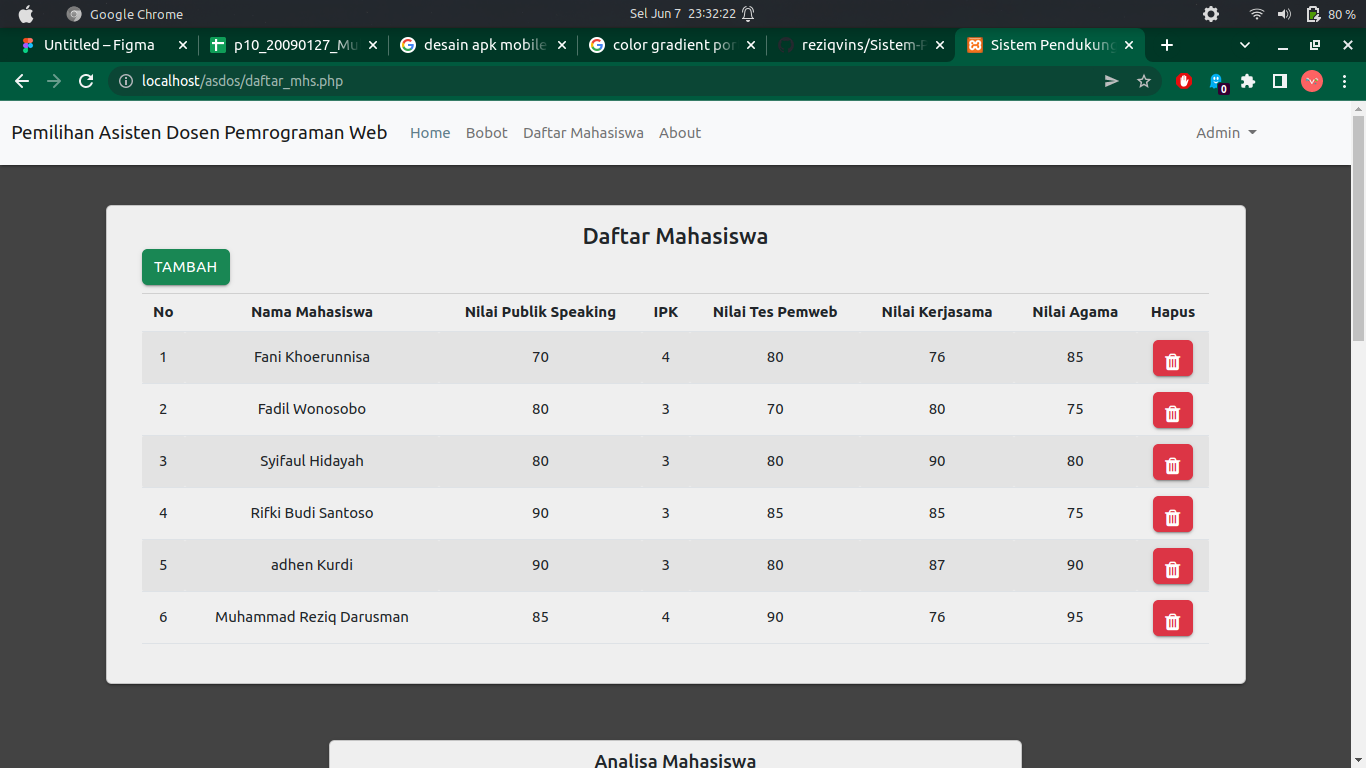 Google Chrome Sel Jun 7 23:32:22 80 %
Untitled – Figma p10_20090127_Mu desain apk mobile color gradient por reziqvins/Sistem-P Sistem Pendukung
localhost/asdos/daftar_mhs.php 0
Pemilihan Asisten Dosen Pemrograman Web Home Bobot Daftar Mahasiswa About Admin
Daftar Mahasiswa
TAMBAH
No Nama Mahasiswa Nilai Publik Speaking IPK Nilai Tes Pemweb Nilai Kerjasama Nilai Agama Hapus
1 Fani Khoerunnisa 70 4 80 76 85
2 Fadil Wonosobo 80 3 70 80 75
3 Syifaul Hidayah 80 3 80 90 80
4 Rifki Budi Santoso 90 3 85 85 75
5 adhen Kurdi 90 3 80 87 90
6 Muhammad Reziq Darusman 85 4 90 76 95
Analisa Mahasiswa